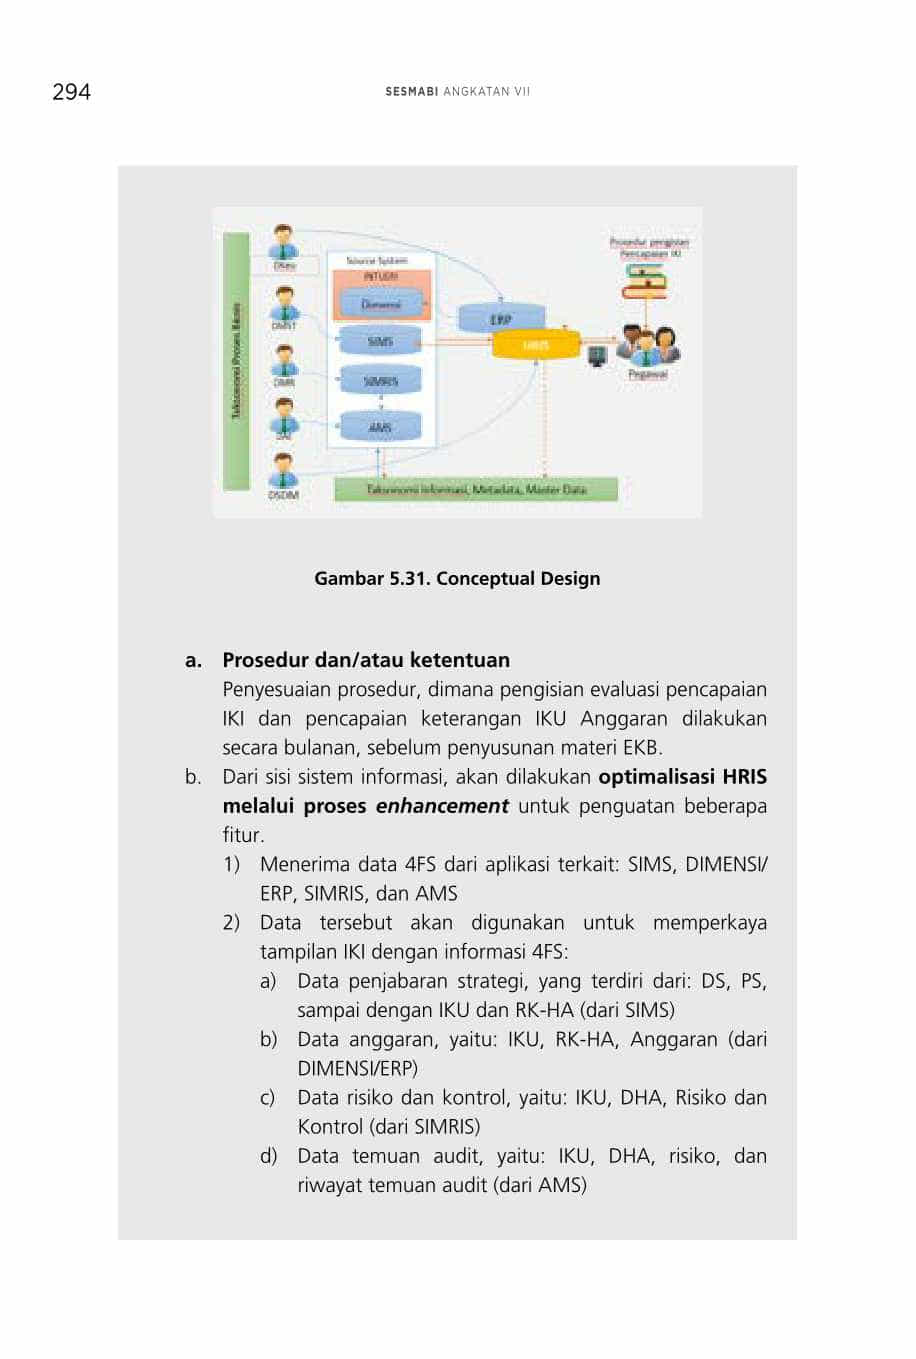 294
SESMABI ANGKATAN VII
Prosedur pengisian
Pencapaian IKI
DKeu
Source System
INTUGRI
Dimensi
DMST
ERP
SIMS
HRIS
Taksonomi Proses Bisnis
DMR
SIMRIS
Pegawai
DAI
AMS
DSDM
Taksonomi Informasi, Metadata, Master Data
Gambar 5.31. Conceptual Design
a. Prosedur dan/atau ketentuan
Penyesuaian prosedur, dimana pengisian evaluasi pencapaian
IKI dan pencapaian keterangan IKU Anggaran dilakukan
secara bulanan, sebelum penyusunan materi EKB.
b. Dari sisi sistem informasi, akan dilakukan optimalisasi HRIS
melalui proses enhancement untuk penguatan beberapa
fitur.
1) Menerima data 4FS dari aplikasi terkait: SIMS, DIMENSI/
ERP, SIMRIS, dan AMS
2) Data tersebut akan digunakan untuk memperkaya
tampilan IKI dengan informasi 4FS:
a) Data penjabaran strategi, yang terdiri dari: DS, PS,
sampai dengan IKU dan RK-HA (dari SIMS)
b) Data anggaran, yaitu: IKU, RK-HA, Anggaran (dari
DIMENSI/ERP)
c) Data risiko dan kontrol, yaitu: IKU, DHA, Risiko dan
Kontrol (dari SIMRIS)
d) Data temuan audit, yaitu: IKU, DHA, risiko, dan
riwayat temuan audit (dari AMS)